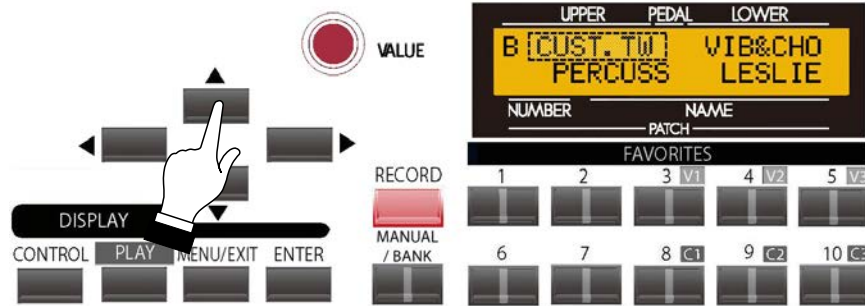 VALUE
UPPER PEDAL LOWER
B CUST. TW VIB&CHO
PERCUSS LESLIE
NUMBER NAME
PATCH
FAVORITES
RECORD
1 2 3 V1 4 V2 5 V3
DISPLAY
CONTROL PLAY MENU/EXIT ENTER
MANUAL
/ BANK
6 7 8 C1 9 C2 10 C3